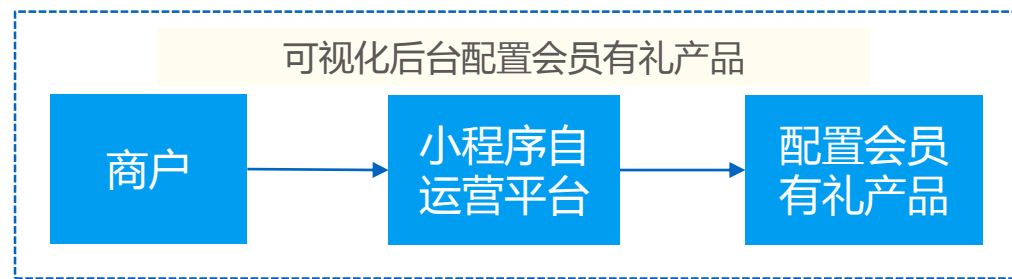 可视化后台配置会员有礼产品
商户
小程序自
运营平台
配置会员
有礼产品